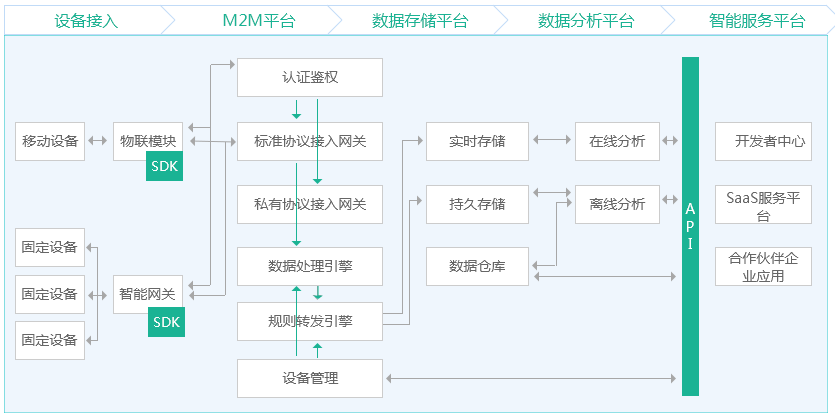 设备接入
M2M平台
数据存储平台
数据分析平台
智能服务平台
认证鉴权
移动设备
物联模块
SDK
标准协议接入网关
实时存储
在线分析
开发者中心
私有协议接入网关
持久存储
离线分析
SaaS服务平
台
API
固定设备
固定设备
固定设备
智能网关
SDK
数据处理引擎
数据仓库
合作伙伴企
业应用
规则转发引擎
设备管理